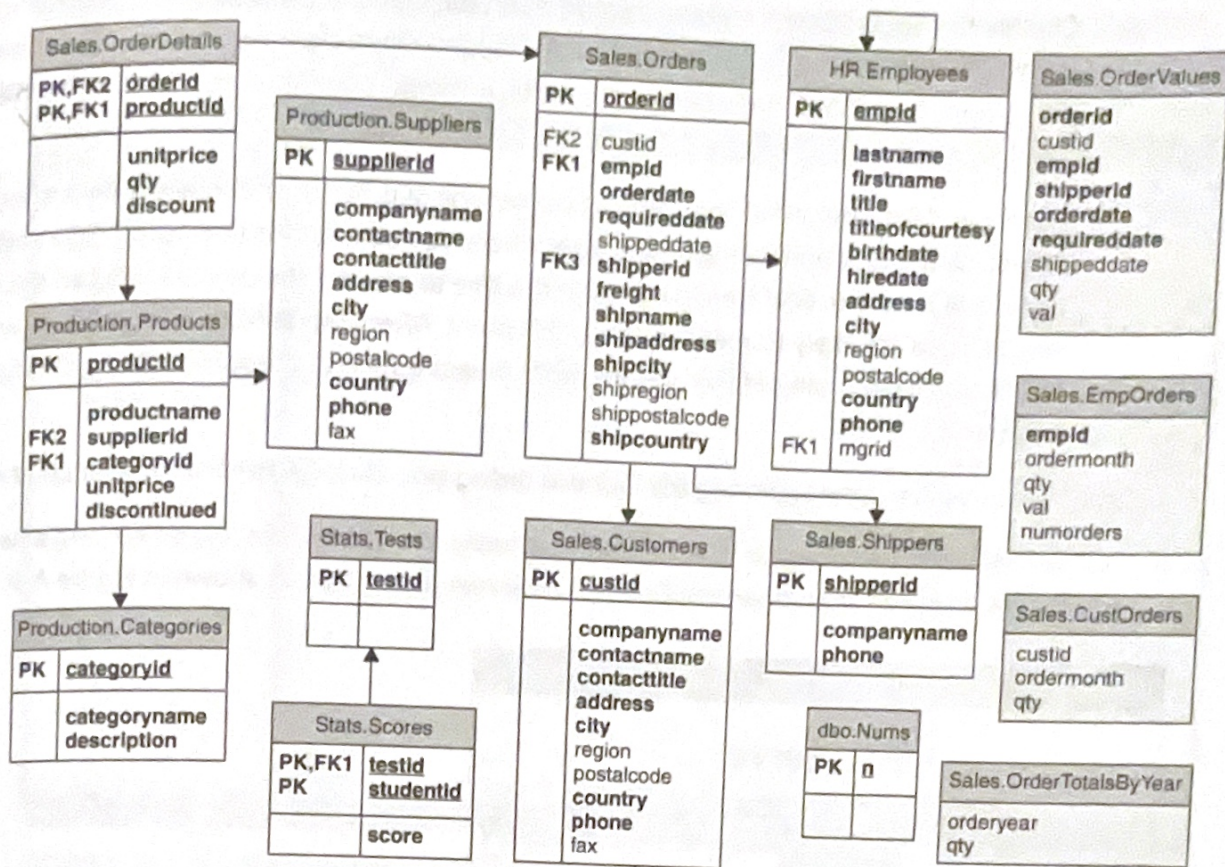 Sales.OrderDetails
PK,FK2 orderid
PK,FK1 productid
unitprice
qty
discount
Production.Suppliers
PK supplierid
companyname
contactname
contacttitle
address
city
region
postalcode
country
phone
fax
Sales.Orders
PK orderid
FK2 custid
FK1 empid
orderdate
requireddate
shippeddate
FK3 shipperid
freight
shipname
shipaddress
shipcity
shipregion
shippostalcode
shipcountry
HR.Employees
PK empid
lastname
firstname
title
titleofcourtesy
birthdate
hiredate
address
city
region
postalcode
country
phone
FK1 mgrid
Sales.OrderValues
orderid
custid
empid
shipperid
orderdate
requireddate
shippeddate
qty
val
Production.Products
PK productid
productname
FK2 supplierid
FK1 categoryid
unitprice
discontinued
Sales.EmpOrders
empid
ordermonth
qty
val
numorders
Stats.Tests
PK testid
Sales.Customers
PK custid
companyname
contactname
contacttitle
address
city
region
postalcode
country
phone
fax
Sales.Shippers
PK shipperid
companyname
phone
Sales.CustOrders
custid
ordermonth
qty
Production.Categories
PK categoryid
categoryname
description
Stats.Scores
PK,FK1 testid
PK studentid
score
dbo.Nums
PK n
Sales.OrderTotalsByYear
orderyear
qty